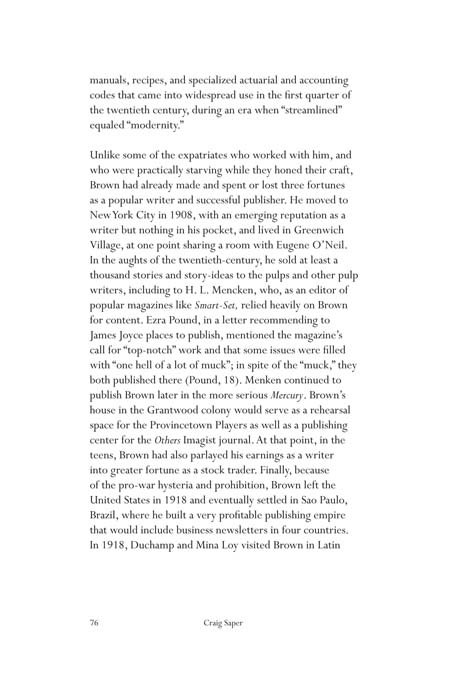 manuals, recipes, and specialized actuarial and accounting
codes that came into widespread use in the first quarter of
the twentieth century, during an era when “streamlined”
equaled “modernity.”
Unlike some of the expatriates who worked with him, and
who were practically starving while they honed their craft,
Brown had already made and spent or lost three fortunes
as a popular writer and successful publisher. He moved to
New York City in 1908, with an emerging reputation as a
writer but nothing in his pocket, and lived in Greenwich
Village, at one point sharing a room with Eugene O’Neil.
In the aughts of the twentieth-century, he sold at least a
thousand stories and story-ideas to the pulps and other pulp
writers, including to H. L. Mencken, who, as an editor of
popular magazines like Smart-Set, relied heavily on Brown
for content. Ezra Pound, in a letter recommending to
James Joyce places to publish, mentioned the magazine’s
call for “top-notch” work and that some issues were filled
with “one hell of a lot of muck”; in spite of the “muck,” they
both published there (Pound, 18). Menken continued to
publish Brown later in the more serious Mercury. Brown’s
house in the Grantwood colony would serve as a rehearsal
space for the Provincetown Players as well as a publishing
center for the Others Imagist journal. At that point, in the
teens, Brown had also parlayed his earnings as a writer
into greater fortune as a stock trader. Finally, because
of the pro-war hysteria and prohibition, Brown left the
United States in 1918 and eventually settled in Sao Paulo,
Brazil, where he built a very profitable publishing empire
that would include business newsletters in four countries.
In 1918, Duchamp and Mina Loy visited Brown in Latin
76 Craig Saper